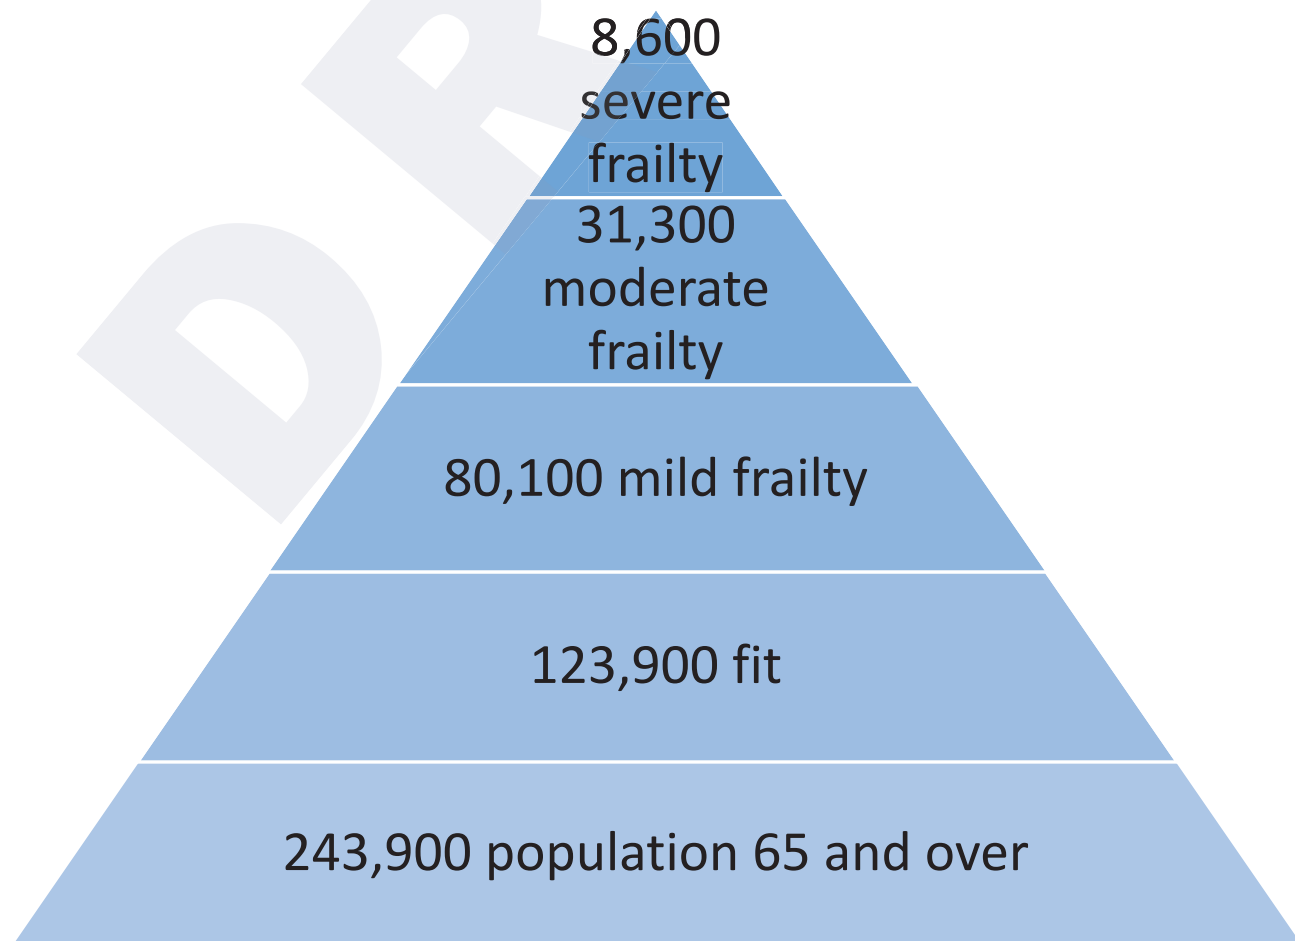 8,600
severe
frailty
31,300
moderate
frailty
80,100 mild frailty
123,900 fit
243,900 population 65 and over
D R